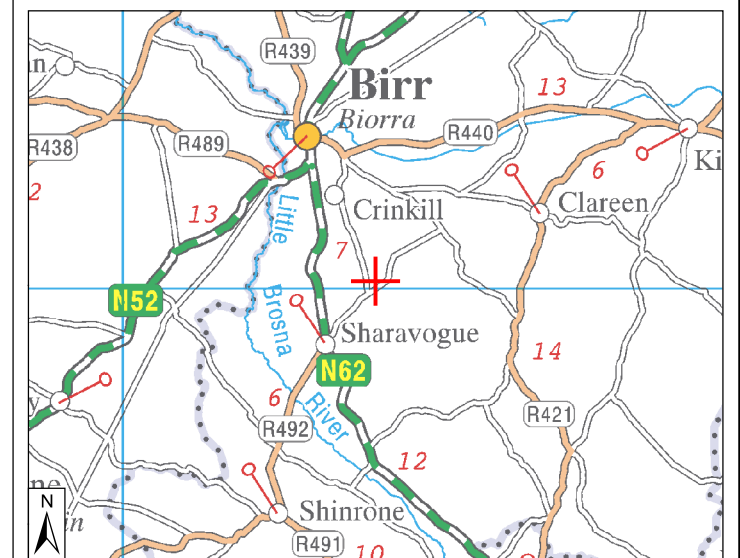 R439
Birr
Biorra
13
R440
R438
R489
Ki
6
Clareen
2
13
Little
Crinkill
7
N52
Brosna
Sharavogue
14
N62
y
6
River
R421
R492
12
N
Shinrone
in
R491
10